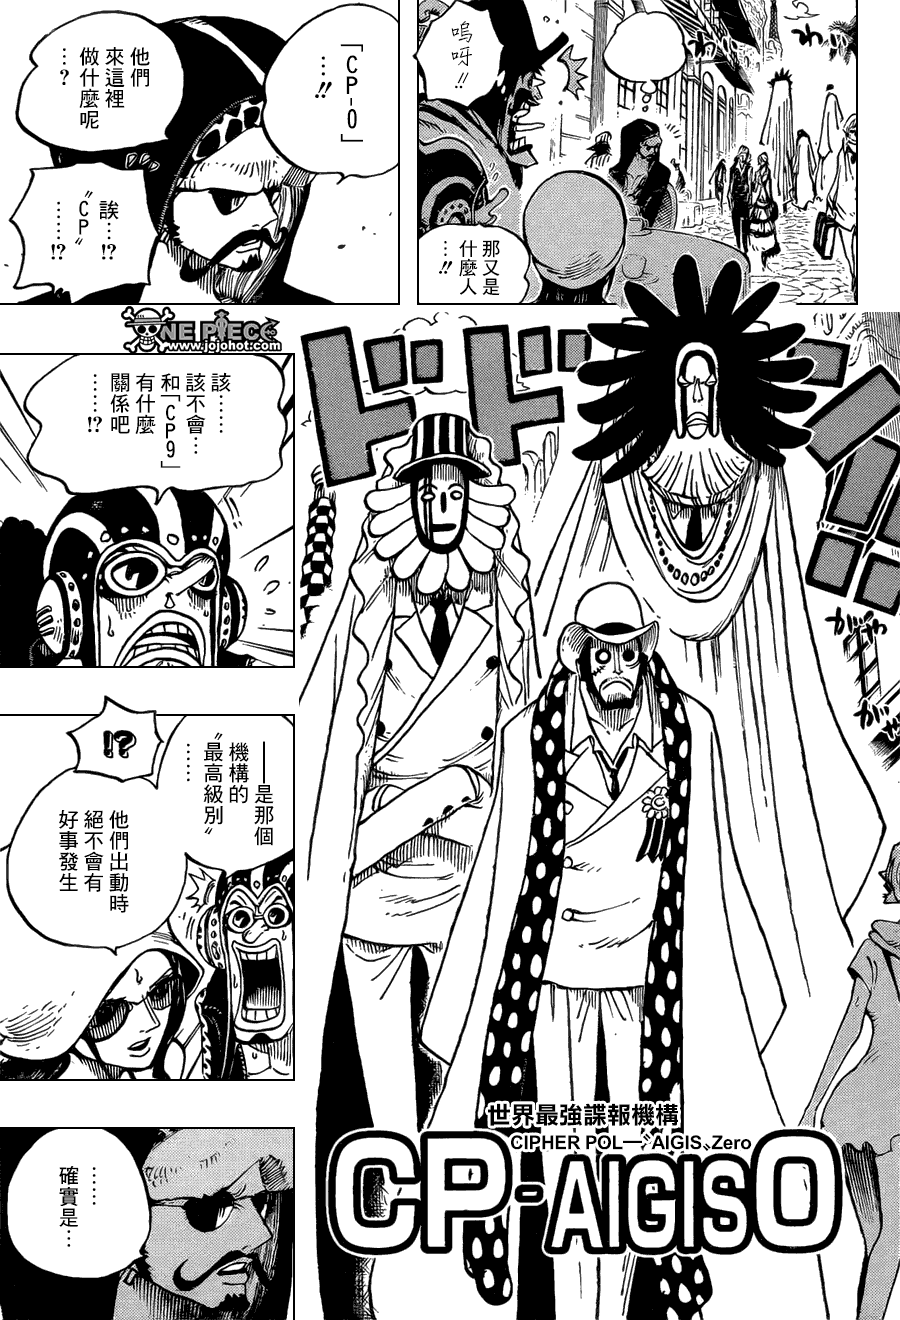 嗚呀!!
那又是
什麼人
…!!
「CP-0」
…!!
他們
來這裡
做什麼呢
…?
誒…!?
"CP"
……!?
ONE PIECE
www.jojohot.com
該……
該不會…
和「CP9」
有什麼
關係吧
……!?
ドドド
──是那個
機構的
"最高級別"
……
!?
他們出動時
絕不會有
好事發生
……
確實是…
世界最強諜報機構
CIPHER POL─"AIGIS"Zero
CP-AIGIS0